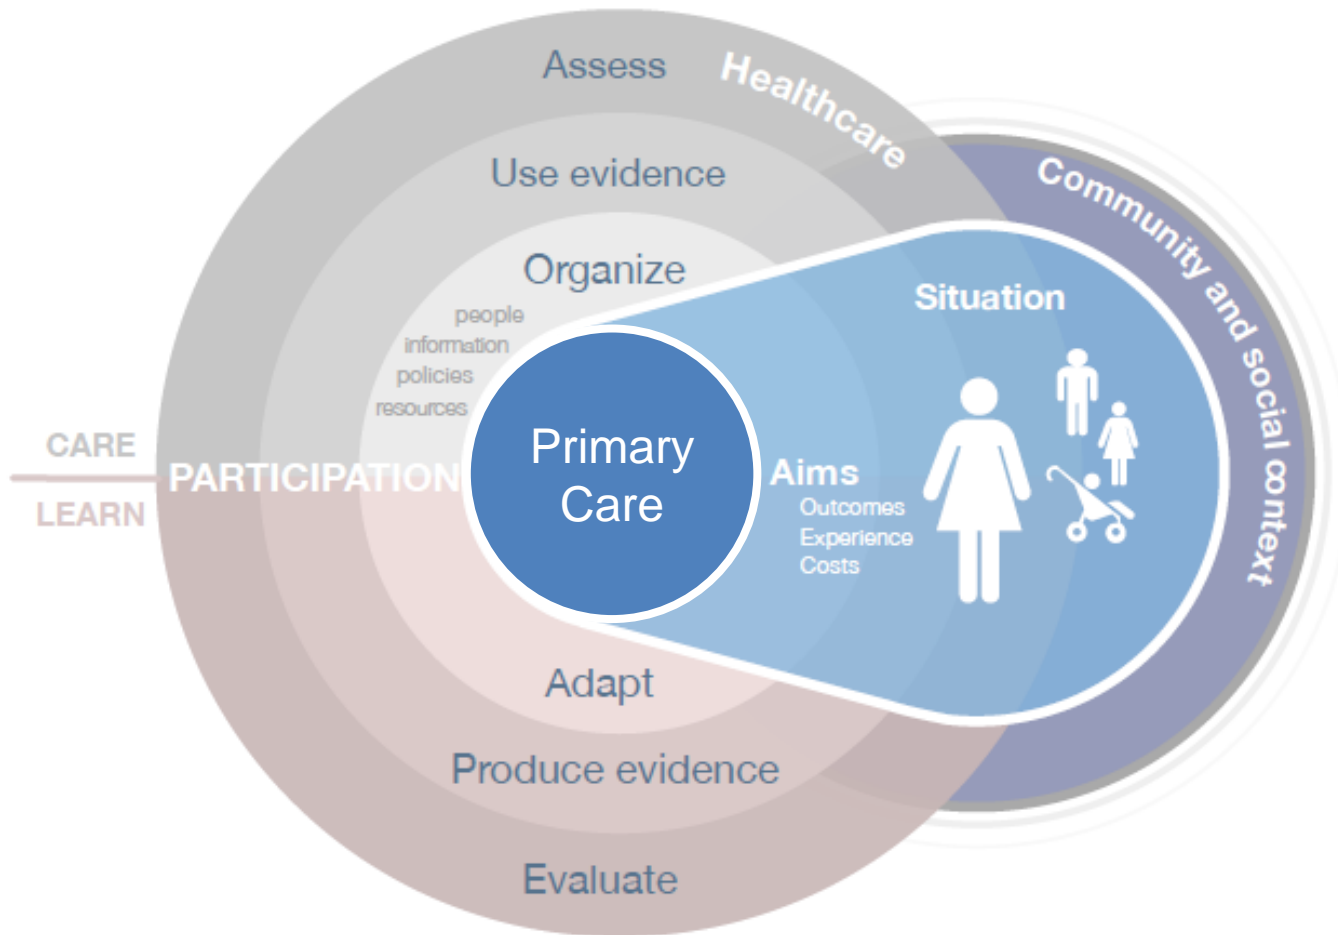 Assess
Healthcare
Use evidence
Community and social context
Organize
people
information
policies
resources
Situation
CARE
LEARN
PARTICIPATION
Primary
Care
Aims
Outcomes
Experience
Costs
Adapt
Produce evidence
Evaluate